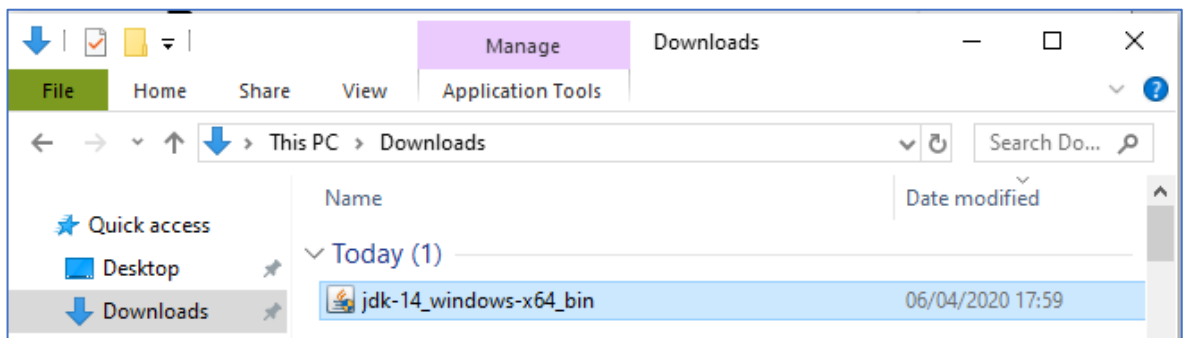 Manage Downloads
File Home Share View Application Tools
This PC > Downloads Search Do...
Name Date modified
Quick access
Today (1)
Desktop
jdk-14_windows-x64_bin 06/04/2020 17:59
Downloads